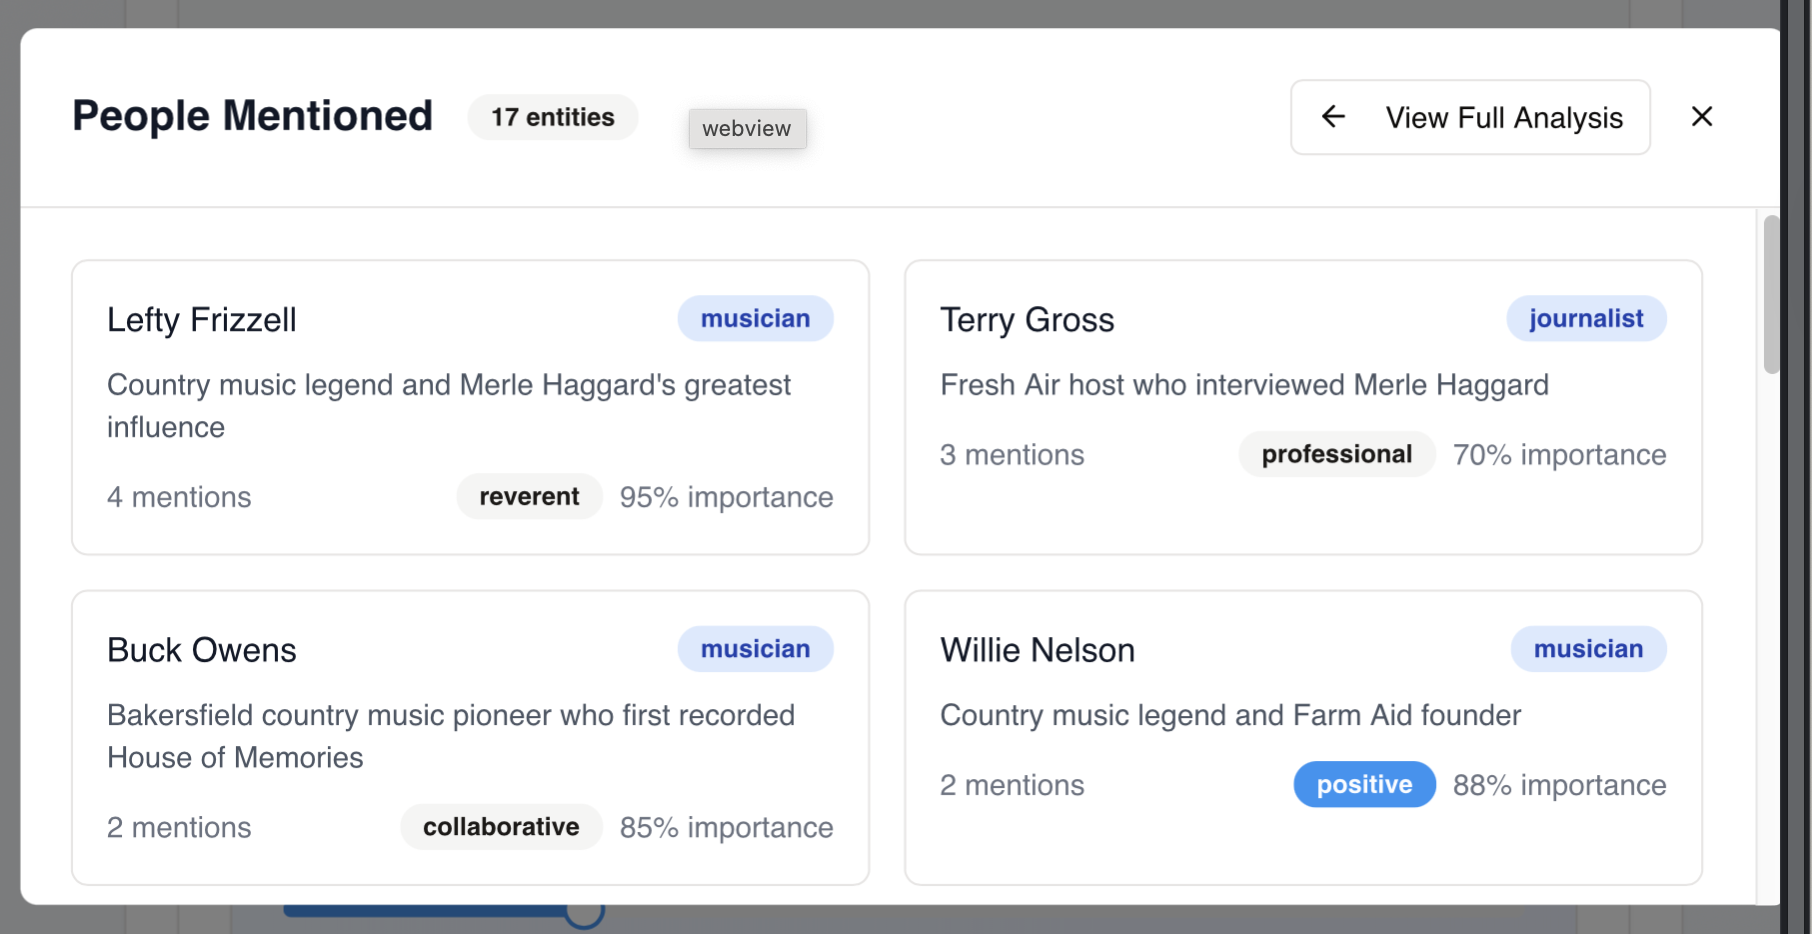 People Mentioned
17 entities
webview
View Full Analysis
Lefty Frizzell
musician
Country music legend and Merle Haggard's greatest
influence
4 mentions
reverent
95% importance
Terry Gross
journalist
Fresh Air host who interviewed Merle Haggard
3 mentions
professional
70% importance
Buck Owens
musician
Bakersfield country music pioneer who first recorded
House of Memories
2 mentions
collaborative
85% importance
Willie Nelson
musician
Country music legend and Farm Aid founder
2 mentions
positive
88% importance